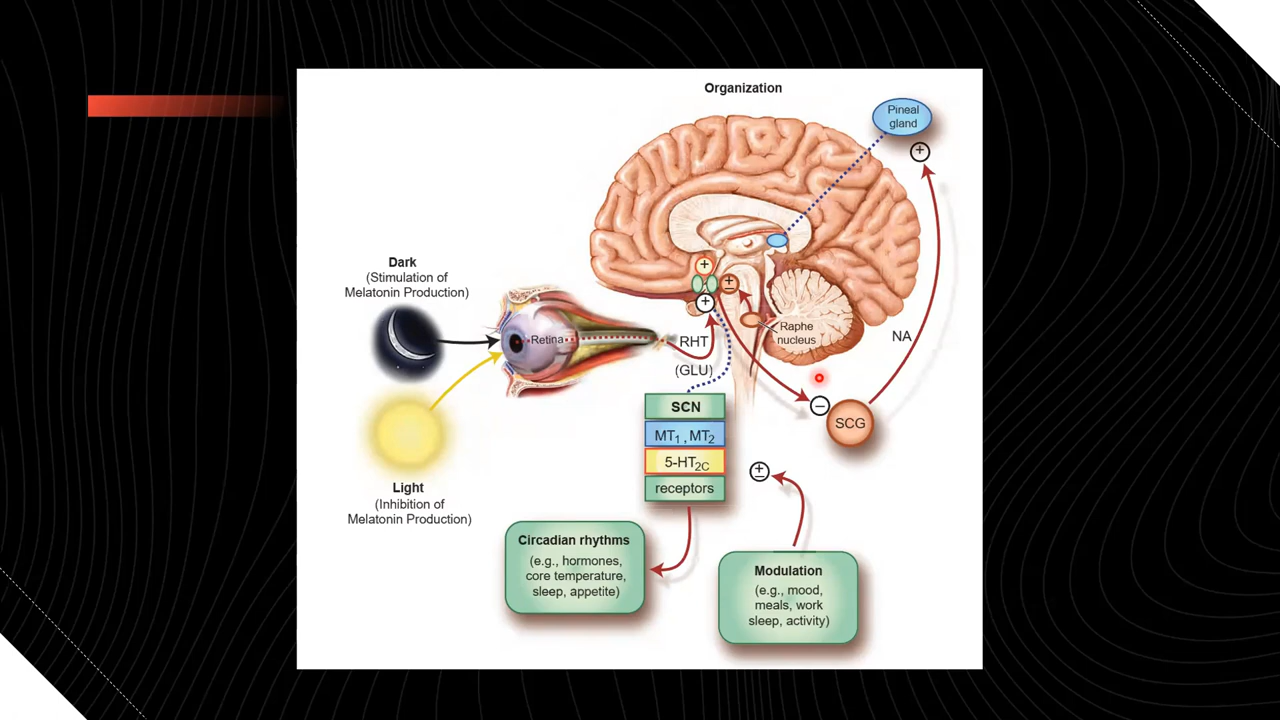 Organization
Pineal
gland
Dark
(Stimulation of
Melatonin Production)
Retina
RHT
(GLU)
Raphe
nucleus
NA
SCG
SCN
MT1, MT2
5-HT2C
receptors
Light
(Inhibition of
Melatonin Production)
Circadian rhythms
(e.g., hormones,
core temperature,
sleep, appetite)
Modulation
(e.g., mood,
meals, work
sleep, activity)